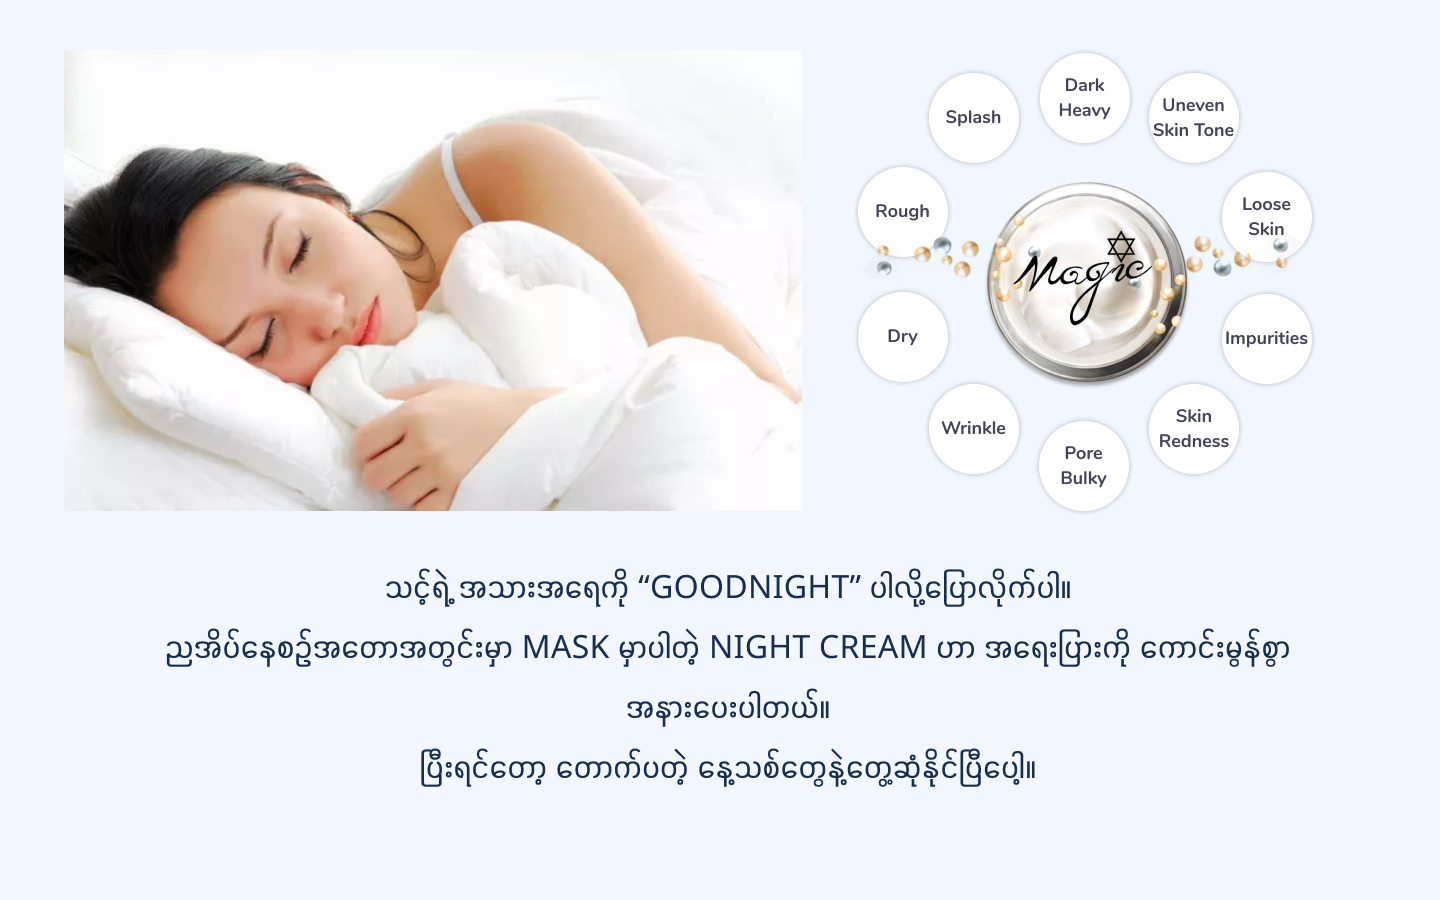 Dark
Heavy
Splash
Uneven
Skin Tone
Rough
Loose
Skin
Magic
Dry
Impurities
Wrinkle
Skin
Redness
Pore
Bulky
သင့်ရဲ့ အသားအရေကို “GOODNIGHT” ပါလို့ပြောလိုက်ပါ။
ညအိပ်နေစဉ်အတောအတွင်းမှာ MASK မှာပါတဲ့ NIGHT CREAM ဟာ အရေးပြားကို ကောင်းမွန်စွာ
အနားပေးပါတယ်။
ပြီးရင်တော့ တောက်ပတဲ့ နေ့သစ်တွေနဲ့တွေ့ဆုံနိုင်ပြီပေါ့။